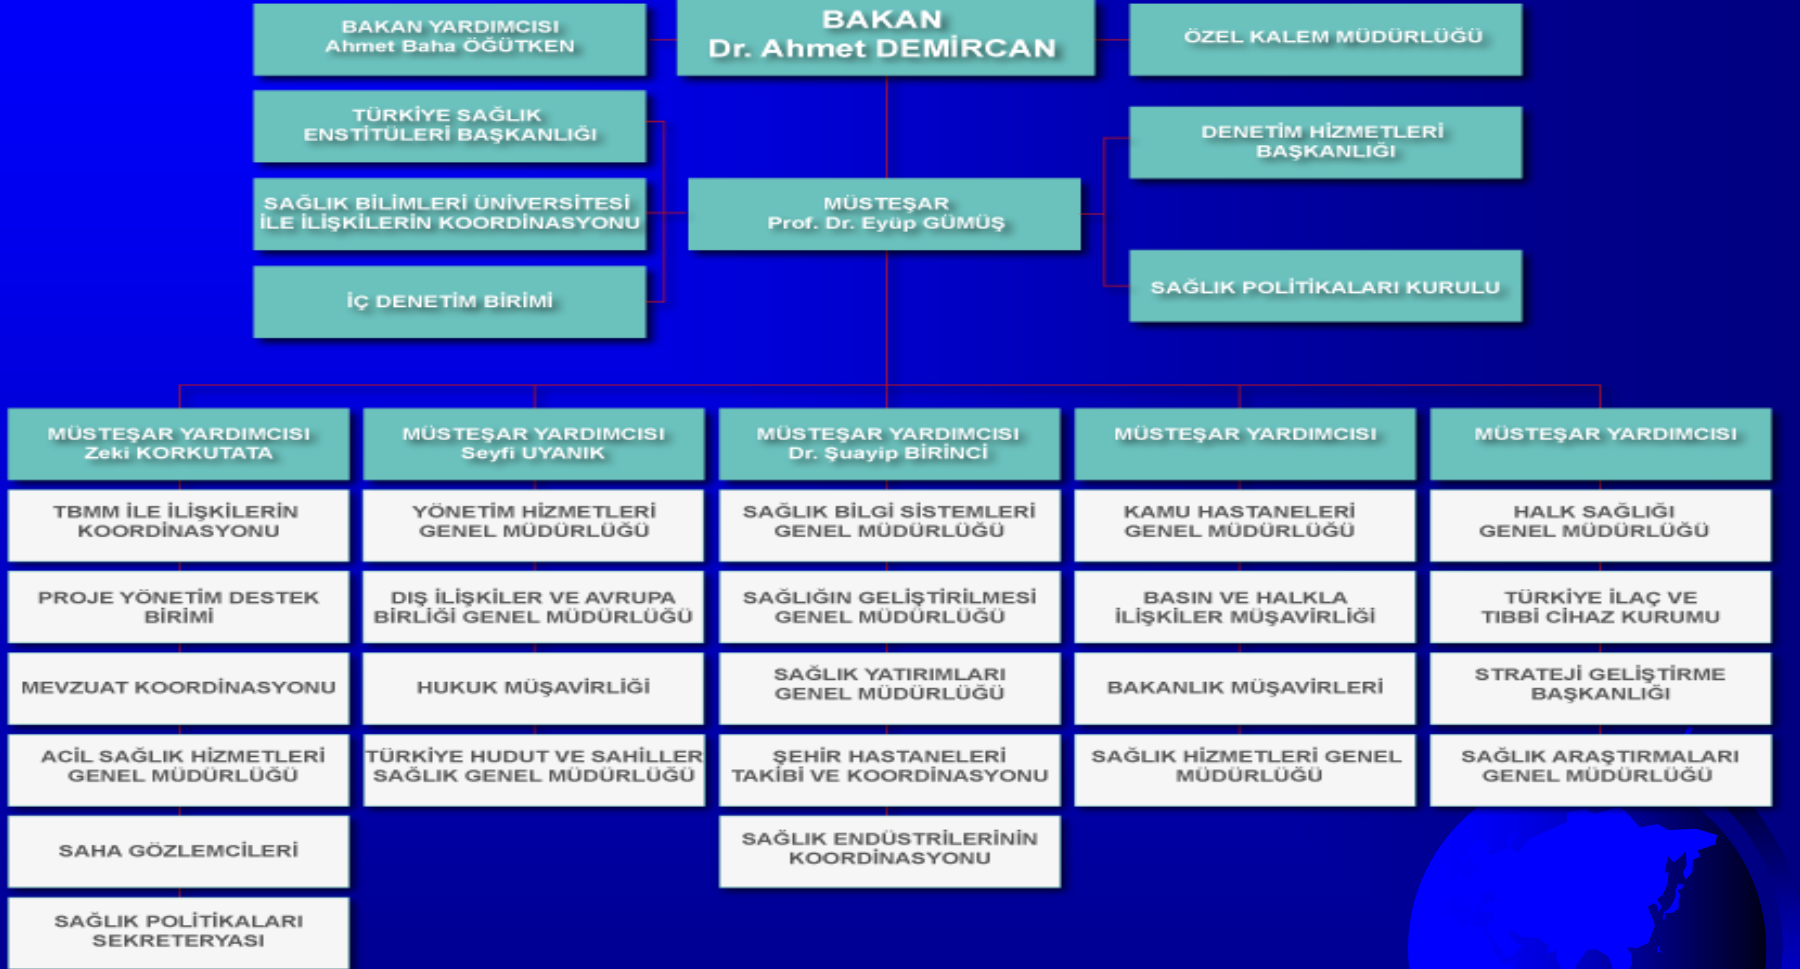 BAKAN YARDIMCISI
Ahmet Baha ÖĞÜTKEN
BAKAN
Dr. Ahmet DEMİRCAN
ÖZEL KALEM MÜDÜRLÜĞÜ
TÜRKİYE SAĞLIK
ENSTİTÜLERİ BAŞKANLIĞI
DENETİM HİZMETLERİ
BAŞKANLIĞI
SAĞLIK BİLİMLERİ ÜNİVERSİTESİ
İLE İLİŞKİLERİN KOORDİNASYONU
MÜSTEŞAR
Prof. Dr. Eyüp GÜMÜŞ
İÇ DENETİM BİRİMİ
SAĞLIK POLİTİKALARI KURULU
MÜSTEŞAR YARDIMCISI
Zeki KORKUTATA
TBMM İLE İLİŞKİLERİN
KOORDİNASYONU
PROJE YÖNETİM DESTEK
BİRİMİ
MEVZUAT KOORDİNASYONU
ACİL SAĞLIK HİZMETLERİ
GENEL MÜDÜRLÜĞÜ
SAHA GÖZLEMCİLERİ
SAĞLIK POLİTİKALARI
SEKRETERYASI
MÜSTEŞAR YARDIMCISI
Seyfi UYANIK
YÖNETİM HİZMETLERİ
GENEL MÜDÜRLÜĞÜ
DIŞ İLİŞKİLER VE AVRUPA
BİRLİĞİ GENEL MÜDÜRLÜĞÜ
HUKUK MÜŞAVİRLİĞİ
TÜRKİYE HUDUT VE SAHİLLER
SAĞLIK GENEL MÜDÜRLÜĞÜ
MÜSTEŞAR YARDIMCISI
Dr. Şuayip BİRİNCİ
SAĞLIK BİLGİ SİSTEMLERİ
GENEL MÜDÜRLÜĞÜ
SAĞLIĞIN GELİŞTİRİLMESİ
GENEL MÜDÜRLÜĞÜ
SAĞLIK YATIRIMLARI
GENEL MÜDÜRLÜĞÜ
ŞEHİR HASTANELERİ
TAKİBİ VE KOORDİNASYONU
SAĞLIK ENDÜSTRİLERİNİN
KOORDİNASYONU
MÜSTEŞAR YARDIMCISI
KAMU HASTANELERİ
GENEL MÜDÜRLÜĞÜ
BASIN VE HALKLA
İLİŞKİLER MÜŞAVİRLİĞİ
BAKANLIK MÜŞAVİRLERİ
SAĞLIK HİZMETLERİ GENEL
MÜDÜRLÜĞÜ
MÜSTEŞAR YARDIMCISI
HALK SAĞLIĞI
GENEL MÜDÜRLÜĞÜ
TÜRKİYE İLAÇ VE
TIBBİ CİHAZ KURUMU
STRATEJİ GELİŞTİRME
BAŞKANLIĞI
SAĞLIK ARAŞTIRMALARI
GENEL MÜDÜRLÜĞÜ